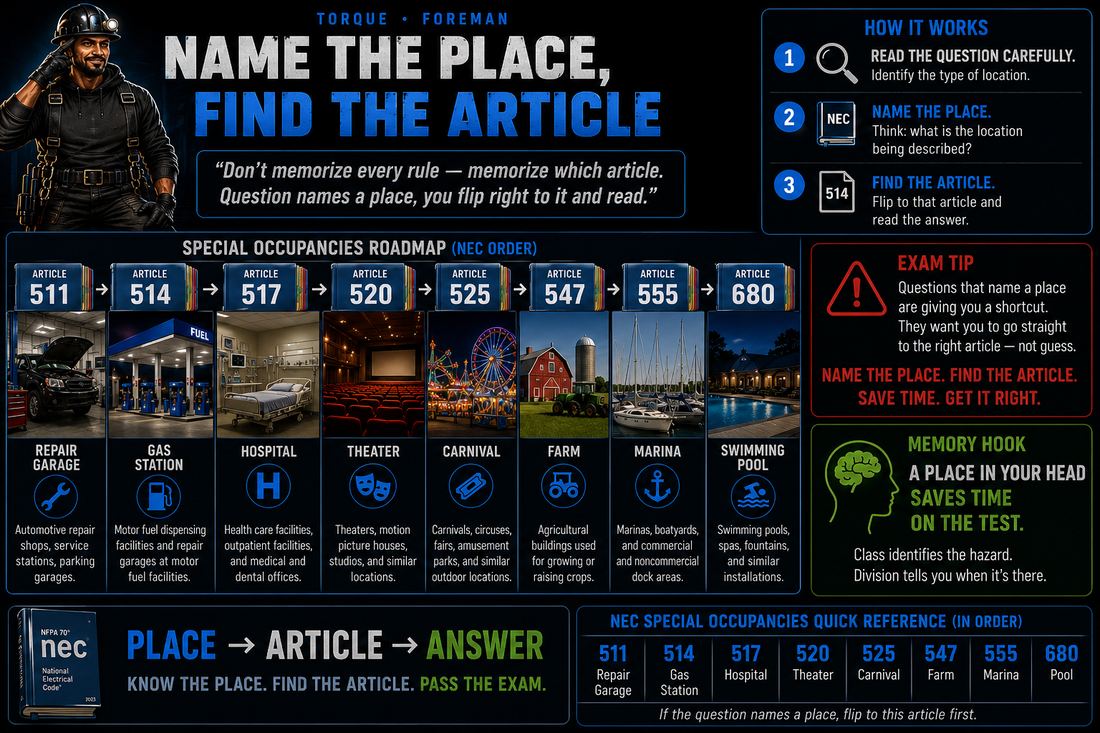 TORQUE • FOREMAN
NAME THE PLACE,
FIND THE ARTICLE
“Don’t memorize every rule — memorize which article.
Question names a place, you flip right to it and read.”
HOW IT WORKS
1
READ THE QUESTION CAREFULLY.
Identify the type of location.
2
NEC
NAME THE PLACE.
Think: what is the location
being described?
3
514
FIND THE ARTICLE.
Flip to that article and
read the answer.
SPECIAL OCCUPANCIES ROADMAP (NEC ORDER)
ARTICLE
511
→
ARTICLE
514
→
ARTICLE
517
→
ARTICLE
520
→
ARTICLE
525
→
ARTICLE
547
→
ARTICLE
555
→
ARTICLE
680
FUEL
REPAIR
GARAGE
Automotive repair
shops, service
stations, parking
garages.
GAS
STATION
Motor fuel dispensing
facilities and repair
garages at motor
fuel facilities.
HOSPITAL
H
Health care facilities,
outpatient facilities,
and medical and
dental offices.
THEATER
Theaters, motion
picture houses,
studios, and similar
locations.
CARNIVAL
Carnivals, circuses,
fairs, amusement
parks, and similar
outdoor locations.
FARM
Agricultural
buildings used
for growing or
raising crops.
MARINA
Marinas, boatyards,
and commercial
and noncommercial
dock areas.
SWIMMING
POOL
Swimming pools,
spas, fountains,
and similar
installations.
EXAM TIP
Questions that name a place
are giving you a shortcut.
They want you to go straight
to the right article — not guess.
NAME THE PLACE. FIND THE ARTICLE.
SAVE TIME. GET IT RIGHT.
MEMORY HOOK
A PLACE IN YOUR HEAD
SAVES TIME
ON THE TEST.
Class identifies the hazard.
Division tells you when it’s there.
NFPA 70®
nec
National
Electrical
Code®
2023
PLACE → ARTICLE → ANSWER
KNOW THE PLACE. FIND THE ARTICLE. PASS THE EXAM.
NEC SPECIAL OCCUPANCIES QUICK REFERENCE (IN ORDER)
511
Repair
Garage
514
Gas
Station
517
Hospital
520
Theater
525
Carnival
547
Farm
555
Marina
680
Pool
If the question names a place, flip to this article first.